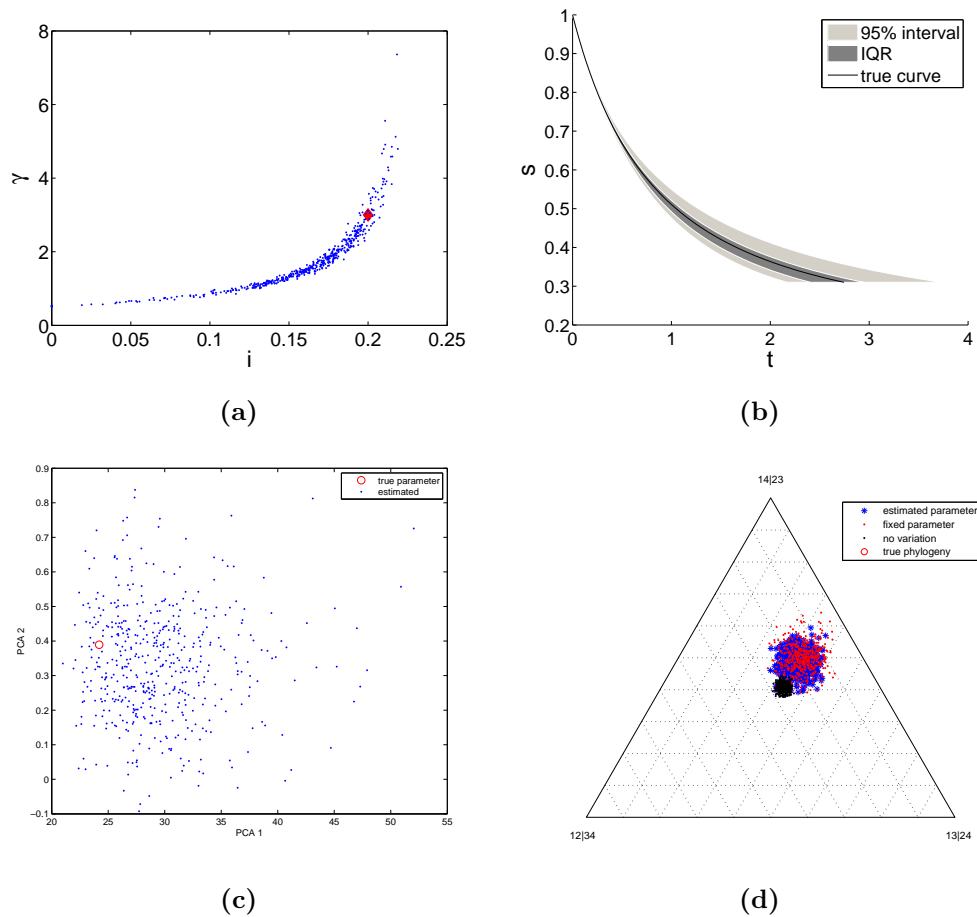 8
6
4
2
0
γ
0
0.05
0.1
0.15
0.2
0.25
i
(a)
1
0.9
0.8
0.7
0.6
0.5
0.4
0.3
0.2
s
0
1
2
3
4
t
95% interval
IQR
true curve
(b)
0.9
0.8
0.7
0.6
0.5
0.4
0.3
0.2
0.1
0
−0.1
PCA 2
20
25
30
35
40
45
50
55
PCA 1
true parameter
estimated
(c)
14|23
12|34
13|24
estimated parameter
fixed parameter
no variation
true phylogeny
(d)